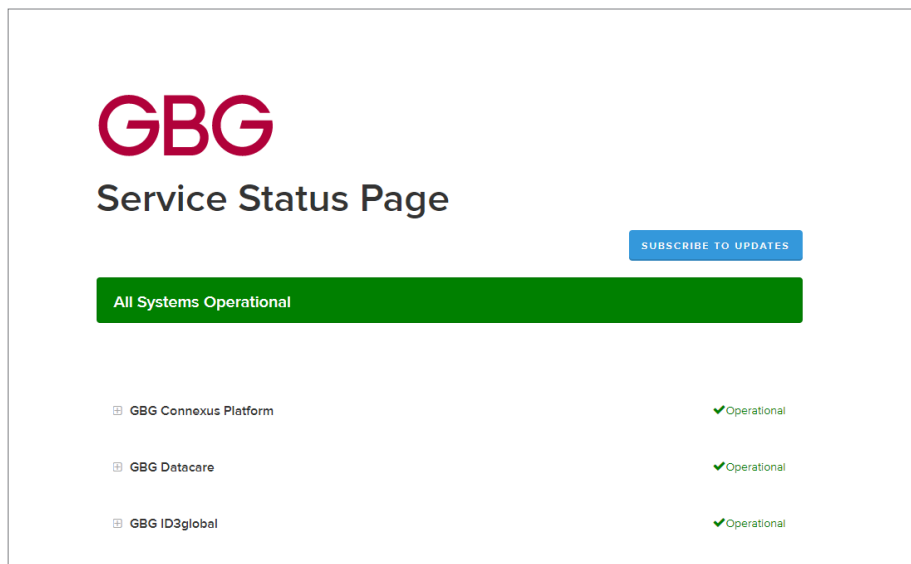 GBG
Service Status Page
SUBSCRIBE TO UPDATES
All Systems Operational
GBG Connexus Platform
Operational
GBG Datacare
Operational
GBG ID3global
Operational